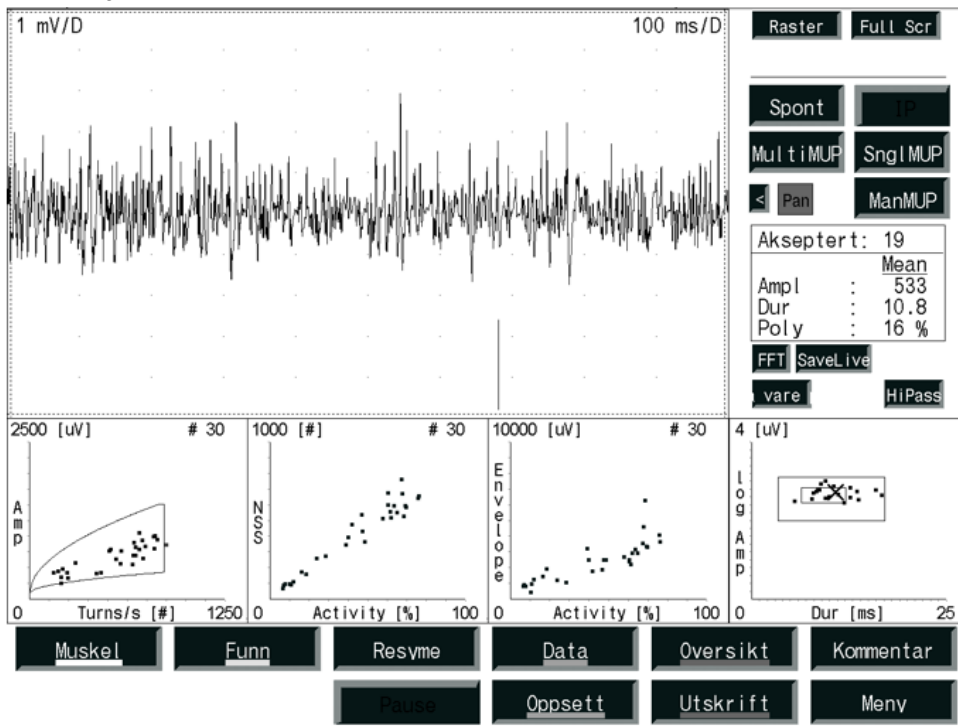 1 mV/D 100 ms/D
Raster Full Scr
Spont IP
MultiMUP SnglMUP
< Pan ManMUP
Akseptert: 19
Mean
Ampl : 533
Dur : 10.8
Poly : 16 %
FFT SaveLive
vare HiPass
2500 [uV] # 30
Amp
0 Turns/s [#] 1250
1000 [#] # 30
NSS
0 Activity [%] 100
10000 [uV] # 30
Envelope
0 Activity [%] 100
4 [uV]
log Amp
0 Dur [ms] 25
Muskel Funn Resyme Data Oversikt Kommentar
Pause Oppsett Utskrift Meny